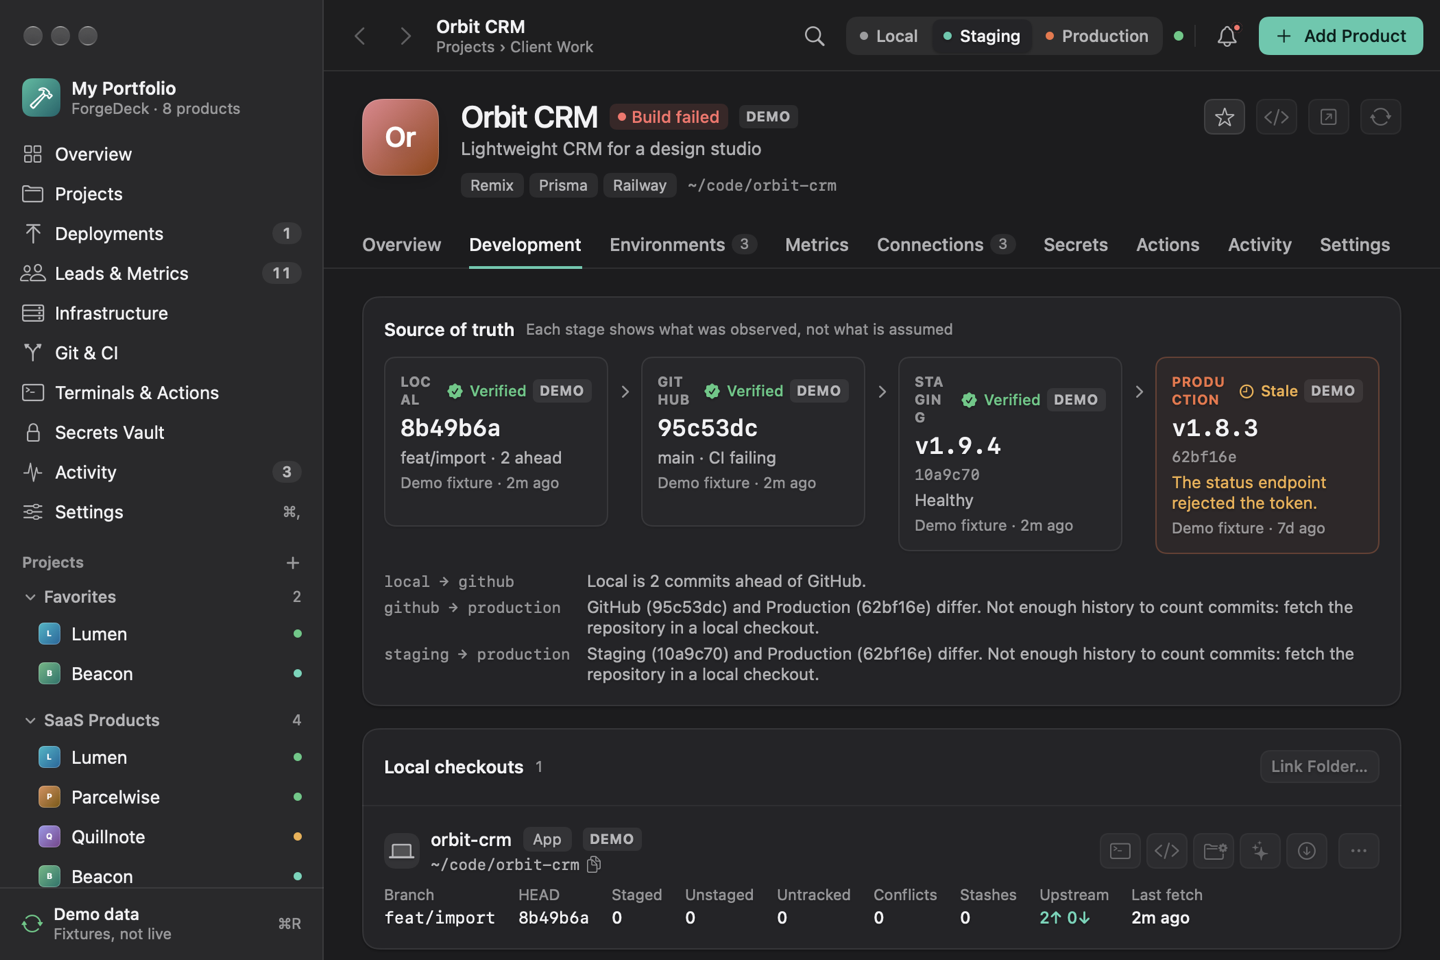 My Portfolio
ForgeDeck · 8 products
Overview
Projects
Deployments 1
Leads & Metrics 11
Infrastructure
Git & CI
Terminals & Actions
Secrets Vault
Activity 3
Settings ⌘,
Projects +
Favorites 2
L Lumen
B Beacon
SaaS Products 4
L Lumen
P Parcelwise
Q Quillnote
B Beacon
Demo data
Fixtures, not live
⌘R
Orbit CRM
Projects › Client Work
Local Staging Production
+ Add Product
Or
Orbit CRM Build failed DEMO
Lightweight CRM for a design studio
Remix Prisma Railway ~/code/orbit-crm
Overview Development Environments 3 Metrics Connections 3 Secrets Actions Activity Settings
Source of truth Each stage shows what was observed, not what is assumed
LOC
AL
Verified DEMO
8b49b6a
feat/import · 2 ahead
Demo fixture · 2m ago
GIT
HUB
Verified DEMO
95c53dc
main · CI failing
Demo fixture · 2m ago
STA
GIN
G
Verified DEMO
v1.9.4
10a9c70
Healthy
Demo fixture · 2m ago
PRODU
CTION
Stale DEMO
v1.8.3
62bf16e
The status endpoint
rejected the token.
Demo fixture · 7d ago
local → github Local is 2 commits ahead of GitHub.
github → production GitHub (95c53dc) and Production (62bf16e) differ. Not enough history to count commits: fetch the
repository in a local checkout.
staging → production Staging (10a9c70) and Production (62bf16e) differ. Not enough history to count commits: fetch the
repository in a local checkout.
Local checkouts 1
Link Folder...
orbit-crm App DEMO
~/code/orbit-crm
Branch HEAD Staged Unstaged Untracked Conflicts Stashes Upstream Last fetch
feat/import 8b49b6a 0 0 0 0 0 2↑ 0↓ 2m ago